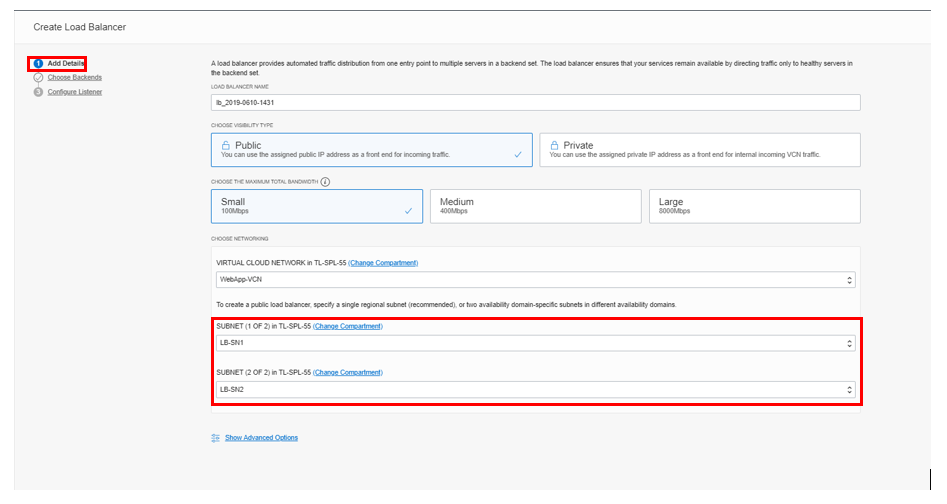 Create Load Balancer
1 Add Details
Choose Backends
3 Configure Listener
A load balancer provides automated traffic distribution from one entry point to multiple servers in a backend set. The load balancer ensures that your services remain available by directing traffic only to healthy servers in
the backend set.
LOAD BALANCER NAME
lb_2019-0610-1431
CHOOSE VISIBILITY TYPE
Public
You can use the assigned public IP address as a front end for incoming traffic.
Private
You can use the assigned private IP address as a front end for internal incoming VCN traffic.
CHOOSE THE MAXIMUM TOTAL BANDWIDTH i
Small
100Mbps
Medium
400Mbps
Large
8000Mbps
CHOOSE NETWORKING
VIRTUAL CLOUD NETWORK in TL-SPL-55 (Change Compartment)
WebApp-VCN
To create a public load balancer, specify a single regional subnet (recommended), or two availability domain-specific subnets in different availability domains.
SUBNET (1 OF 2) in TL-SPL-55 (Change Compartment)
LB-SN1
SUBNET (2 OF 2) in TL-SPL-55 (Change Compartment)
LB-SN2
Show Advanced Options